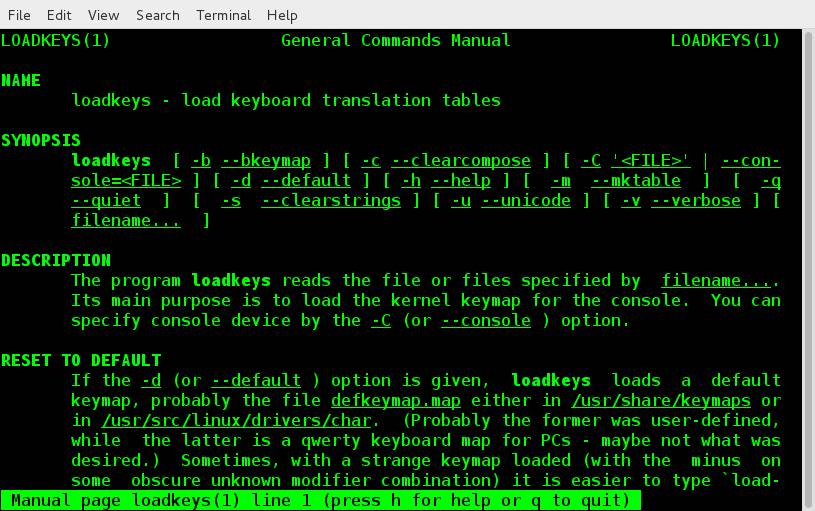 File Edit View Search Terminal Help
LOADKEYS(1) General Commands Manual LOADKEYS(1)
NAME
loadkeys - load keyboard translation tables
SYNOPSIS
loadkeys [ -b --bkeymap ] [ -c --clearcompose ] [ -C '<FILE>' | --con-
sole=<FILE> ] [ -d --default ] [ -h --help ] [ -m --mktable ] [ -q
--quiet ] [ -s --clearstrings ] [ -u --unicode ] [ -v --verbose ] [
filename... ]
DESCRIPTION
The program loadkeys reads the file or files specified by filename....
Its main purpose is to load the kernel keymap for the console. You can
specify console device by the -C (or --console ) option.
RESET TO DEFAULT
If the -d (or --default ) option is given, loadkeys loads a default
keymap, probably the file defkeymap.map either in /usr/share/keymaps or
in /usr/src/linux/drivers/char. (Probably the former was user-defined,
while the latter is a qwerty keyboard map for PCs - maybe not what was
desired.) Sometimes, with a strange keymap loaded (with the minus on
some obscure unknown modifier combination) it is easier to type `load-
Manual page loadkeys(1) line 1 (press h for help or q to quit)